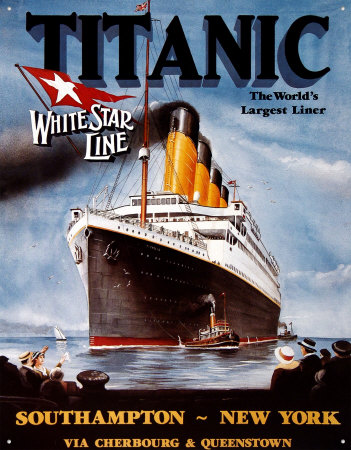 TITANIC
The World's
Largest Liner
WHITE STAR
LINE
SOUTHAMPTON ~ NEW YORK
VIA CHERBOURG & QUEENSTOWN